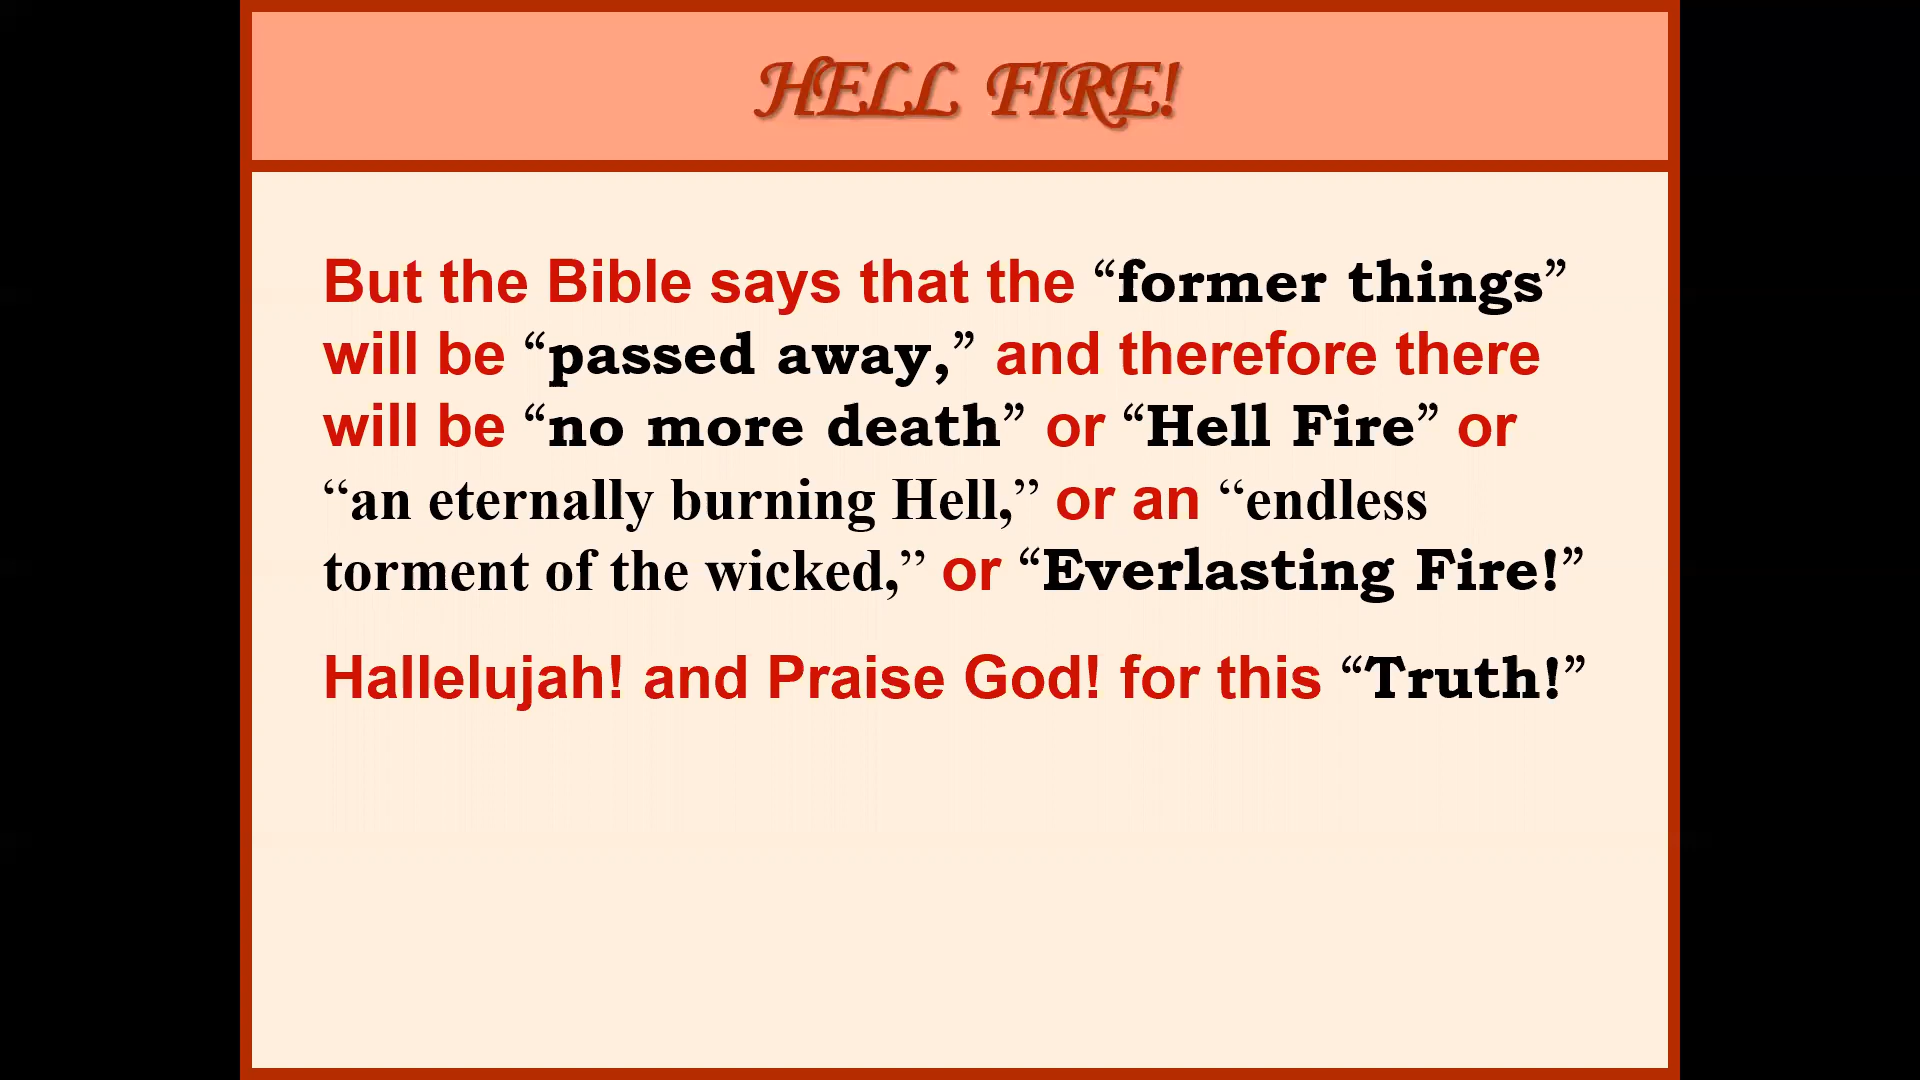 HELL FIRE!
But the Bible says that the “former things”
will be “passed away,” and therefore there
will be “no more death” or “Hell Fire” or
“an eternally burning Hell,” or an “endless
torment of the wicked,” or “Everlasting Fire!”
Hallelujah! and Praise God! for this “Truth!”